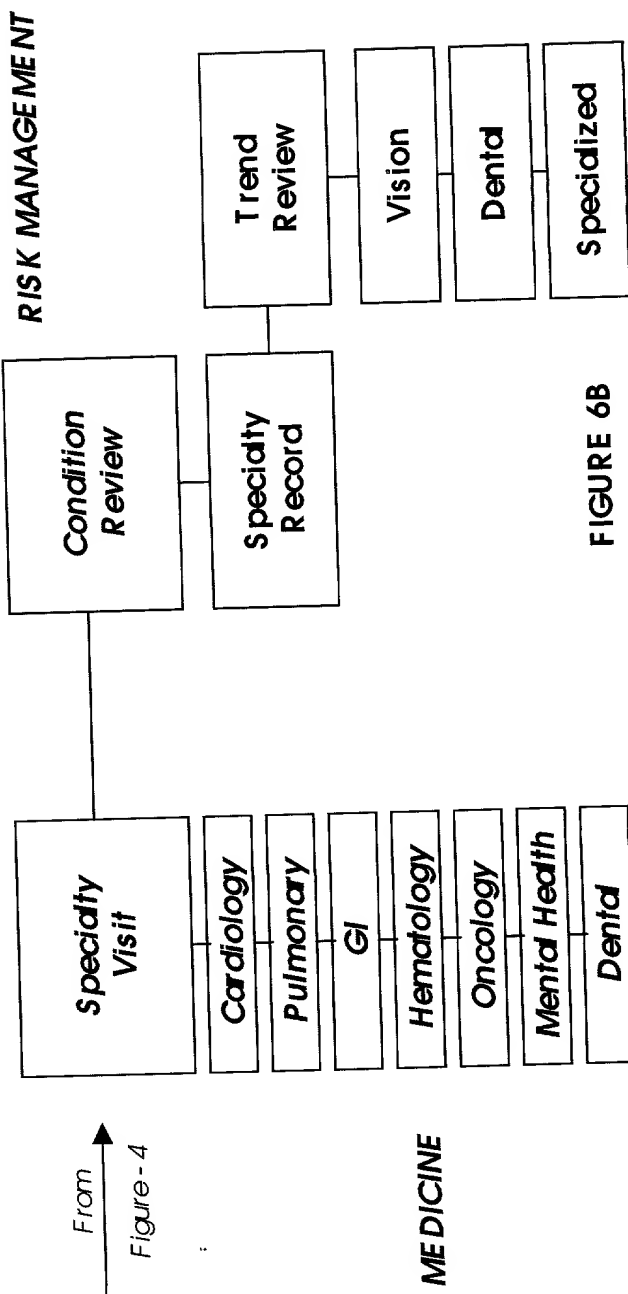 RISK MANAGEMENT
From
Figure - 4
Specialty
Visit
Cardiology
Pulmonary
GI
Hematology
Oncology
Mental Health
Dental
MEDICINE
Condition
Review
Specialty
Record
Trend
Review
Vision
Dental
Specialized
FIGURE 6B